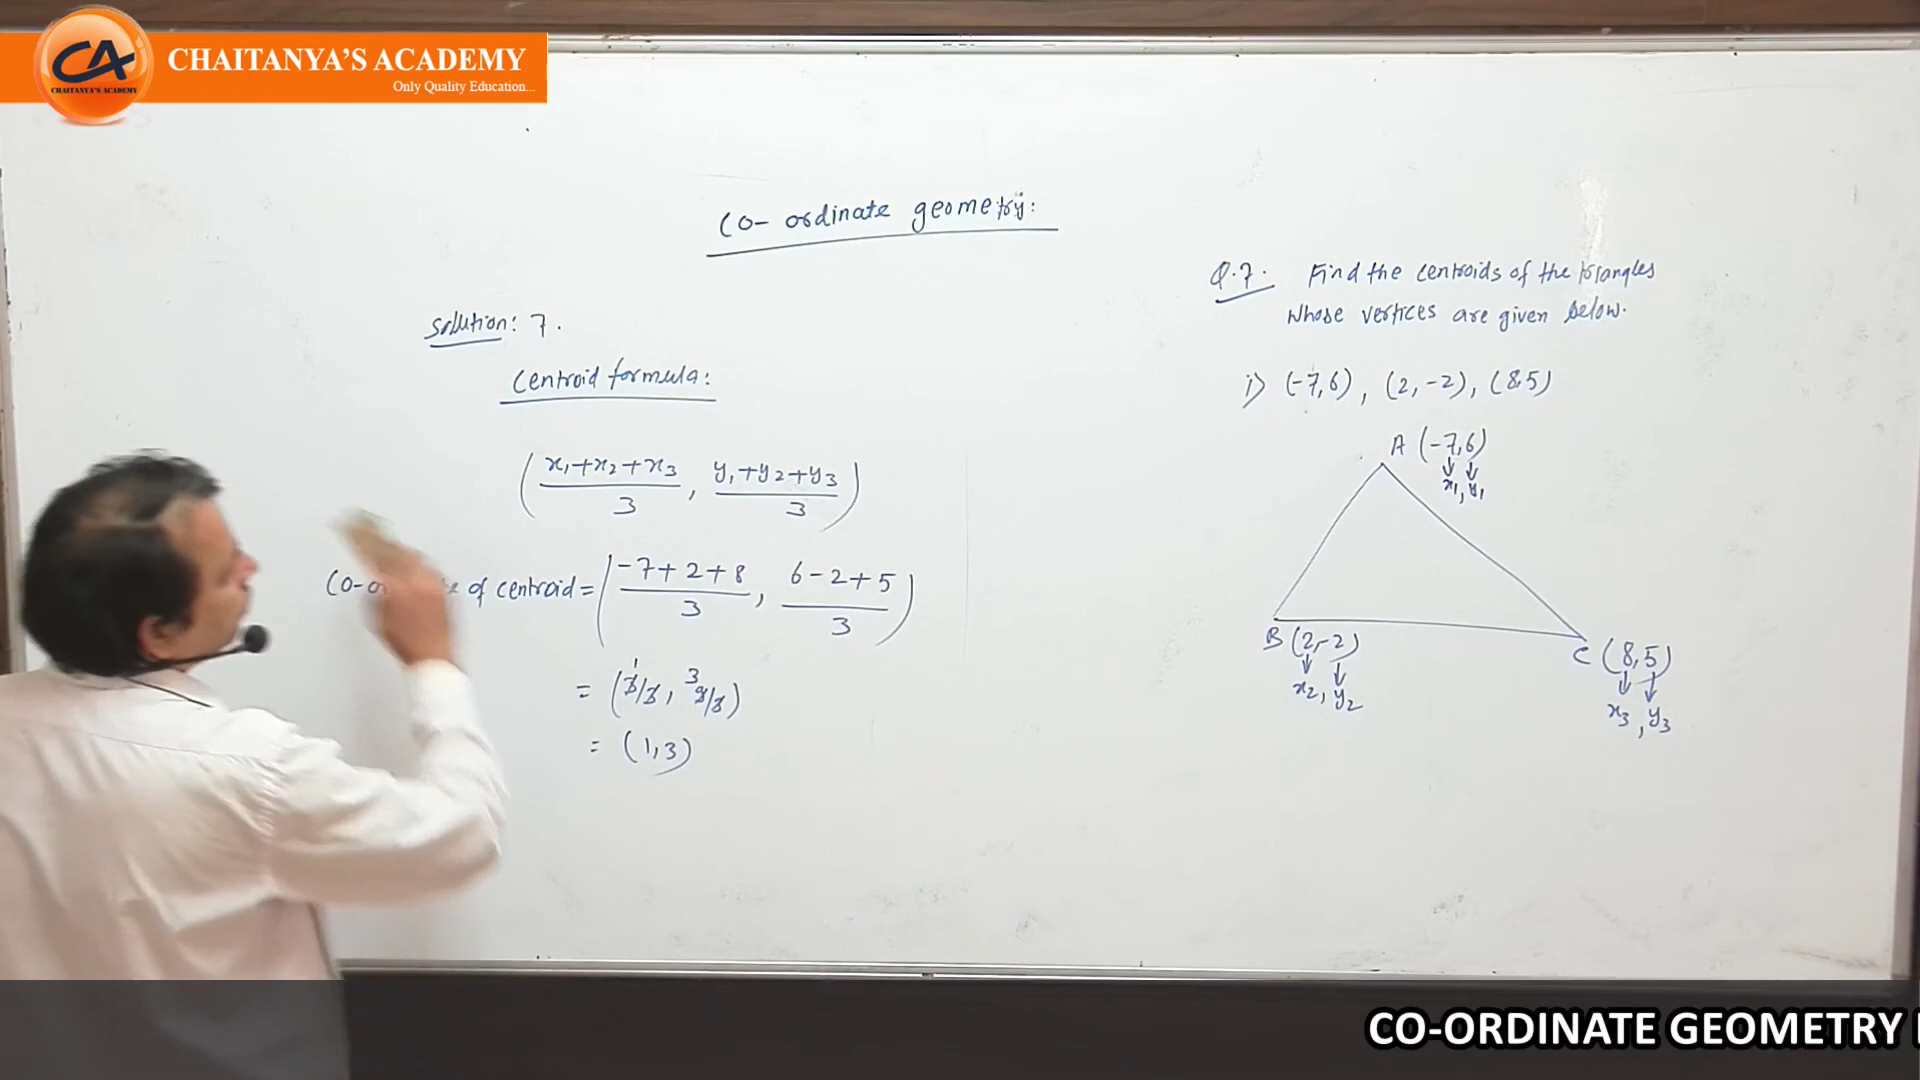 CA
CHAITANYA'S ACADEMY
CHAITANYA'S ACADEMY
Only Quality Education...
Co-ordinate geometry:
Solution: 7.
Centroid formula:
(x₁+x₂+x₃/3, y₁+y₂+y₃/3)
of centroid = (-7+2+8/3, 6-2+5/3)
= (3/3, 9/3) 1 3
= (1,3)
Q.7. Find the centroids of the triangles
whose vertices are given below.
i) (-7,6), (2,-2), (8,5)
A (-7,6)
x₁, y₁
B (2,-2)
x₂, y₂
C (8,5)
x₃, y₃
CO-ORDINATE GEOMETRY